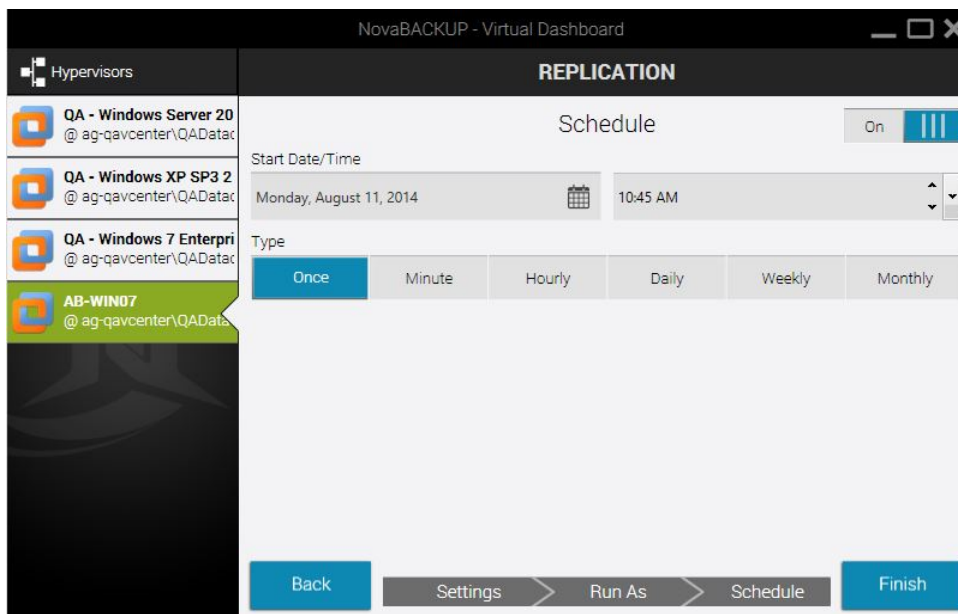 NovaBACKUP - Virtual Dashboard
Hypervisors
REPLICATION
QA - Windows Server 20
@ ag-qavcenter\QADatac
QA - Windows XP SP3 2
@ ag-qavcenter\QADatac
QA - Windows 7 Enterpri
@ ag-qavcenter\QADatac
AB-WIN07
@ ag-qavcenter\QAData
Schedule
On
Start Date/Time
Monday, August 11, 2014
10:45 AM
Type
Once
Minute
Hourly
Daily
Weekly
Monthly
Back
Settings
Run As
Schedule
Finish